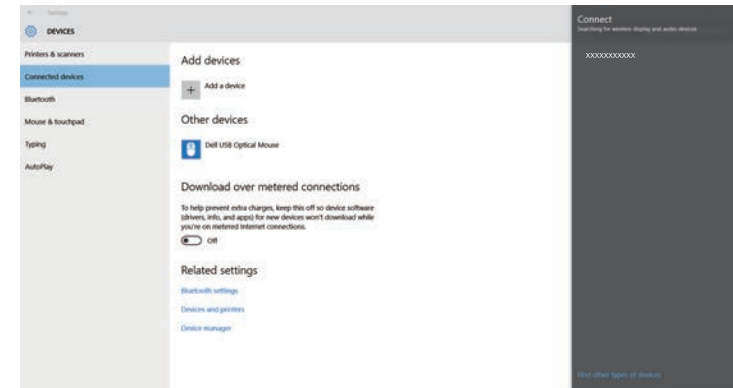 Settings
DEVICES
Printers & scanners
Connected devices
Bluetooth
Mouse & touchpad
Typing
AutoPlay
Add devices
Add a device
Other devices
Dell USB Optical Mouse
Download over metered connections
To help prevent extra charges, keep this off so device software
(drivers, info, and apps) for new devices won't download while
you're on metered Internet connections.
Off
Related settings
Bluetooth settings
Devices and printers
Device manager
Connect
Searching for wireless display and audio devices
xxxxxxxxxxx
Find other types of devices